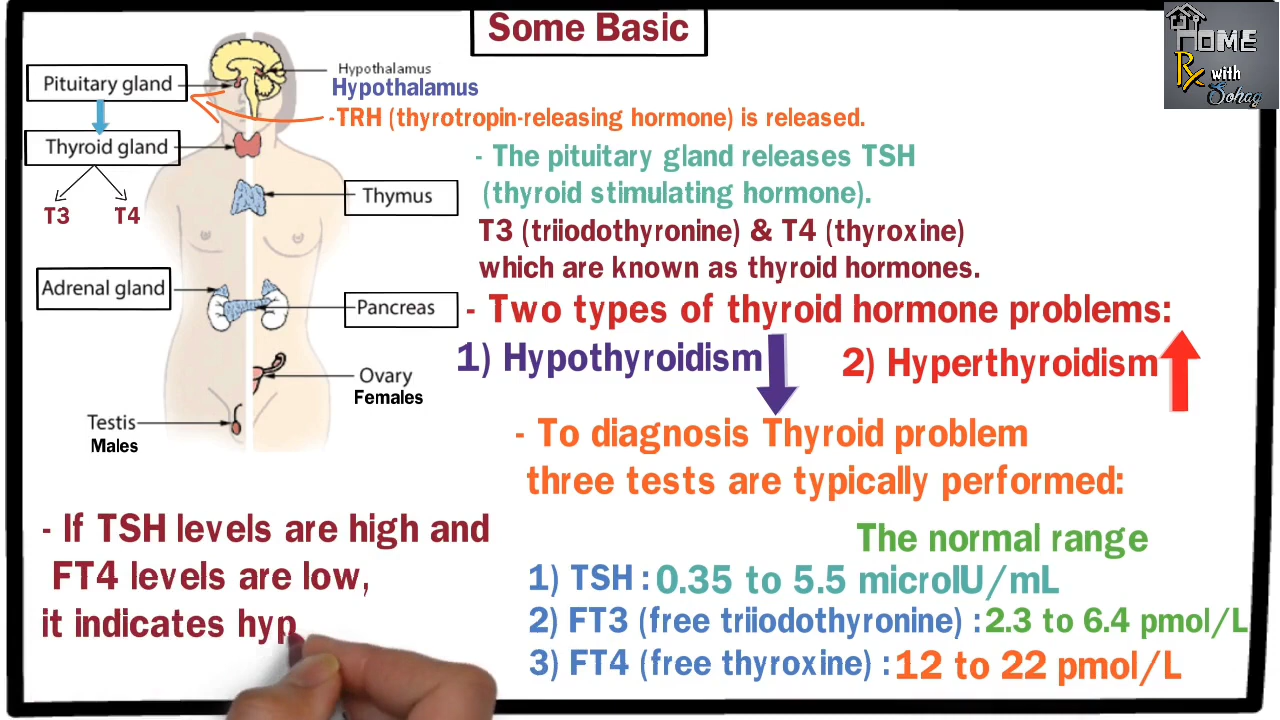 Some Basic
HOME
Rx with
Sohag
Pituitary gland
Hypothalamus
Hypothalamus
-TRH (thyrotropin-releasing hormone) is released.
Thyroid gland
- The pituitary gland releases TSH
(thyroid stimulating hormone).
Thymus
T3 T4
T3 (triiodothyronine) & T4 (thyroxine)
which are known as thyroid hormones.
Adrenal gland
Pancreas
- Two types of thyroid hormone problems:
1) Hypothyroidism
2) Hyperthyroidism
Ovary
Females
Testis
Males
- To diagnosis Thyroid problem
three tests are typically performed:
- If TSH levels are high and
FT4 levels are low,
it indicates hyp
The normal range
1) TSH : 0.35 to 5.5 microIU/mL
2) FT3 (free triiodothyronine) : 2.3 to 6.4 pmol/L
3) FT4 (free thyroxine) : 12 to 22 pmol/L